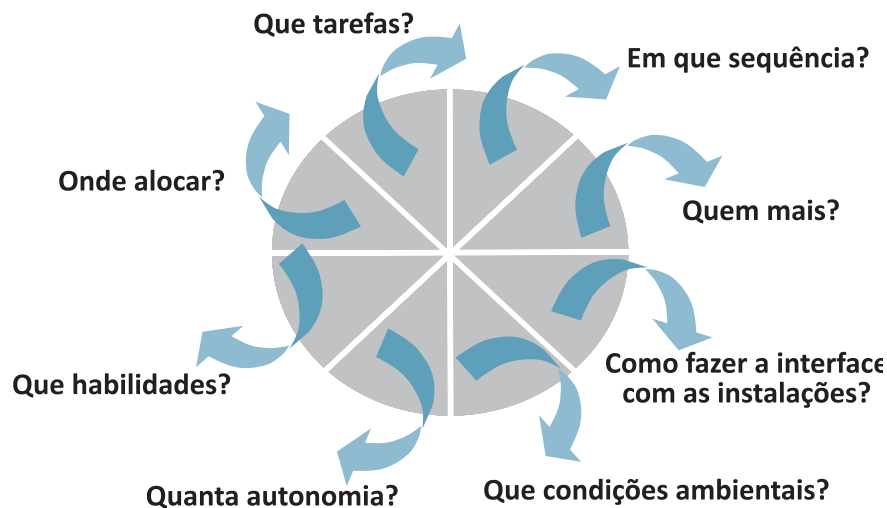 Que tarefas?
Em que sequência?
Onde alocar?
Quem mais?
Como fazer a interface
com as instalações?
Que habilidades?
Quanta autonomia?
Que condições ambientais?